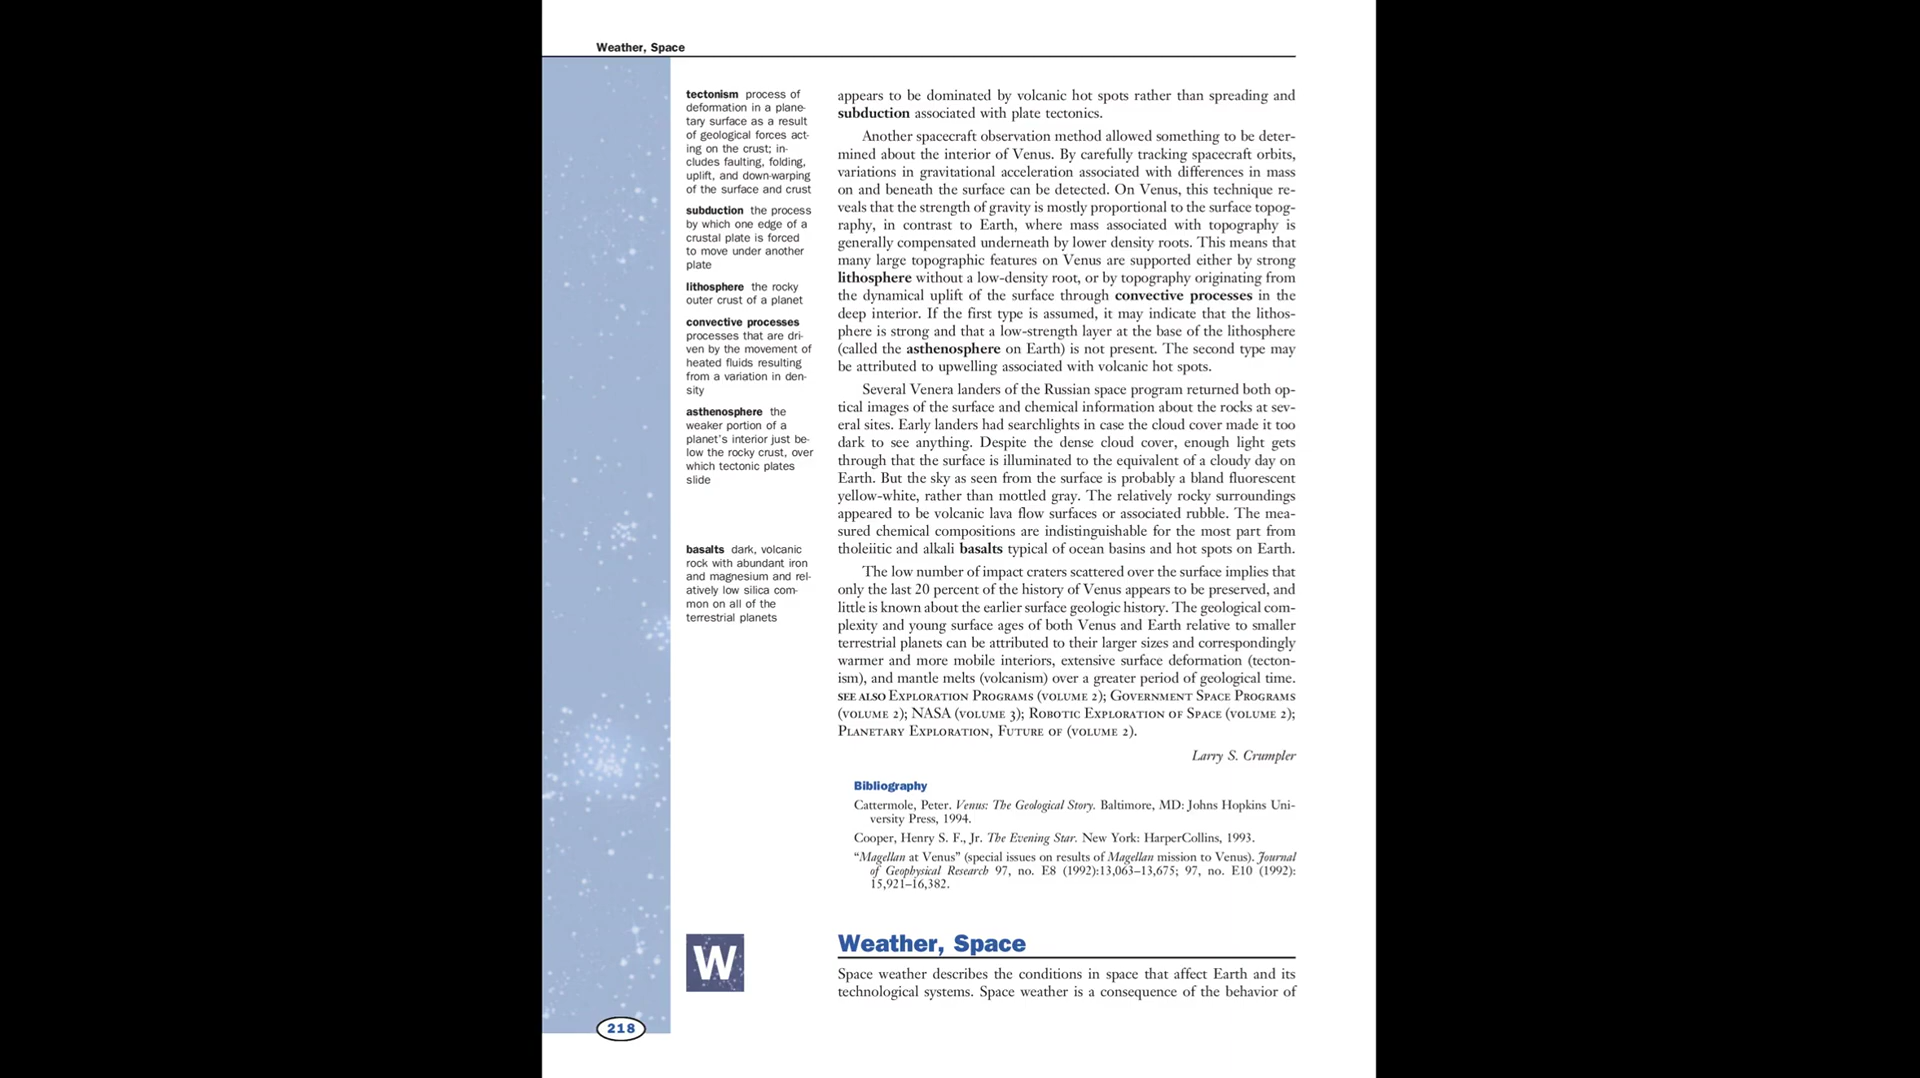 Weather, Space
tectonism process of
deformation in a plane-
tary surface as a result
of geological forces act-
ing on the crust; in-
cludes faulting, folding,
uplift, and down-warping
of the surface and crust
subduction the process
by which one edge of a
crustal plate is forced
to move under another
plate
lithosphere the rocky
outer crust of a planet
convective processes
processes that are dri-
ven by the movement of
heated fluids resulting
from a variation in den-
sity
asthenosphere the
weaker portion of a
planet's interior just be-
low the rocky crust, over
which tectonic plates
slide
basalts dark, volcanic
rock with abundant iron
and magnesium and rel-
atively low silica com-
mon on all of the
terrestrial planets
appears to be dominated by volcanic hot spots rather than spreading and
subduction associated with plate tectonics.
Another spacecraft observation method allowed something to be deter-
mined about the interior of Venus. By carefully tracking spacecraft orbits,
variations in gravitational acceleration associated with differences in mass
on and beneath the surface can be detected. On Venus, this technique re-
veals that the strength of gravity is mostly proportional to the surface topog-
raphy, in contrast to Earth, where mass associated with topography is
generally compensated underneath by lower density roots. This means that
many large topographic features on Venus are supported either by strong
lithosphere without a low-density root, or by topography originating from
the dynamical uplift of the surface through convective processes in the
deep interior. If the first type is assumed, it may indicate that the lithos-
phere is strong and that a low-strength layer at the base of the lithosphere
(called the asthenosphere on Earth) is not present. The second type may
be attributed to upwelling associated with volcanic hot spots.
Several Venera landers of the Russian space program returned both op-
tical images of the surface and chemical information about the rocks at sev-
eral sites. Early landers had searchlights in case the cloud cover made it too
dark to see anything. Despite the dense cloud cover, enough light gets
through that the surface is illuminated to the equivalent of a cloudy day on
Earth. But the sky as seen from the surface is probably a bland fluorescent
yellow-white, rather than mottled gray. The relatively rocky surroundings
appeared to be volcanic lava flow surfaces or associated rubble. The mea-
sured chemical compositions are indistinguishable for the most part from
tholeiitic and alkali basalts typical of ocean basins and hot spots on Earth.
The low number of impact craters scattered over the surface implies that
only the last 20 percent of the history of Venus appears to be preserved, and
little is known about the earlier surface geologic history. The geological com-
plexity and young surface ages of both Venus and Earth relative to smaller
terrestrial planets can be attributed to their larger sizes and correspondingly
warmer and more mobile interiors, extensive surface deformation (tecton-
ism), and mantle melts (volcanism) over a greater period of geological time.
SEE ALSO EXPLORATION PROGRAMS (VOLUME 2); GOVERNMENT SPACE PROGRAMS
(VOLUME 2); NASA (VOLUME 3); ROBOTIC EXPLORATION OF SPACE (VOLUME 2);
PLANETARY EXPLORATION, FUTURE OF (VOLUME 2).
Larry S. Crumpler
Bibliography
Cattermole, Peter. Venus: The Geological Story. Baltimore, MD: Johns Hopkins Uni-
versity Press, 1994.
Cooper, Henry S. F., Jr. The Evening Star. New York: HarperCollins, 1993.
“Magellan at Venus” (special issues on results of Magellan mission to Venus). Journal
of Geophysical Research 97, no. E8 (1992):13,063–13,675; 97, no. E10 (1992):
15,921–16,382.
W
Weather, Space
Space weather describes the conditions in space that affect Earth and its
technological systems. Space weather is a consequence of the behavior of
218